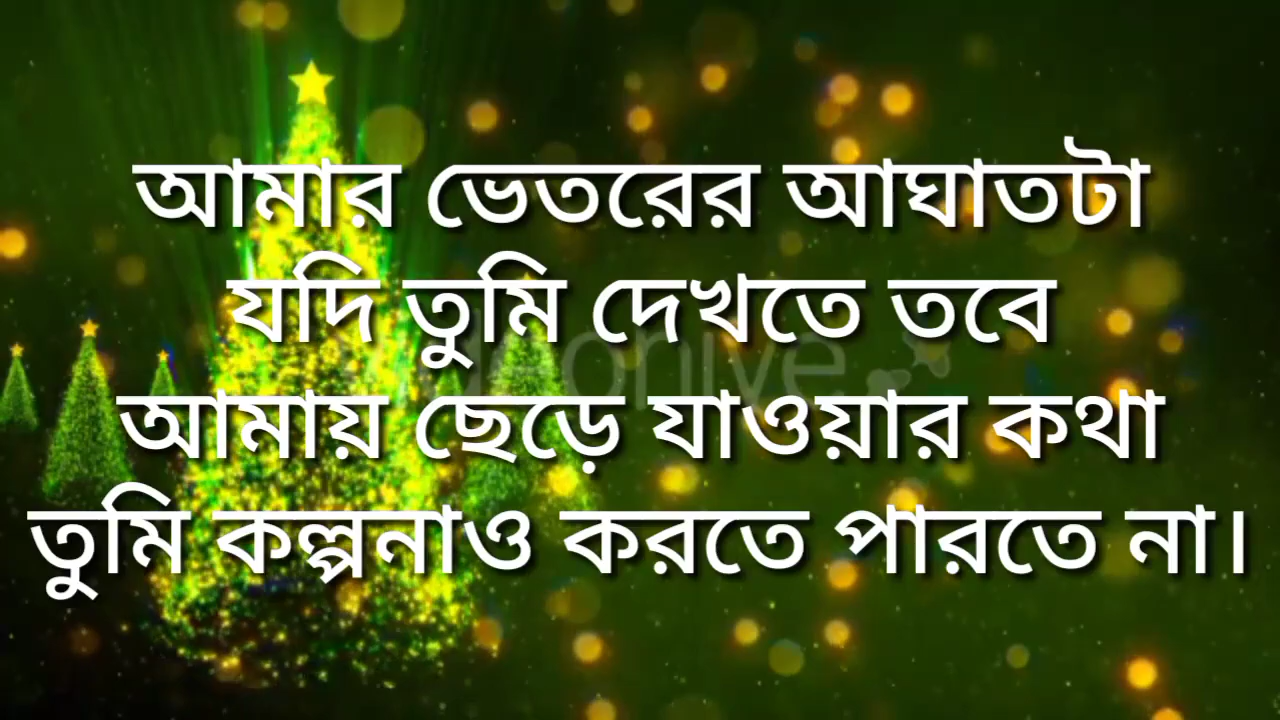 আমার ভেতরের আঘাতটা
যদি তুমি দেখতে তবে
আমায় ছেড়ে যাওয়ার কথা
তুমি কল্পনাও করতে পারতে না।